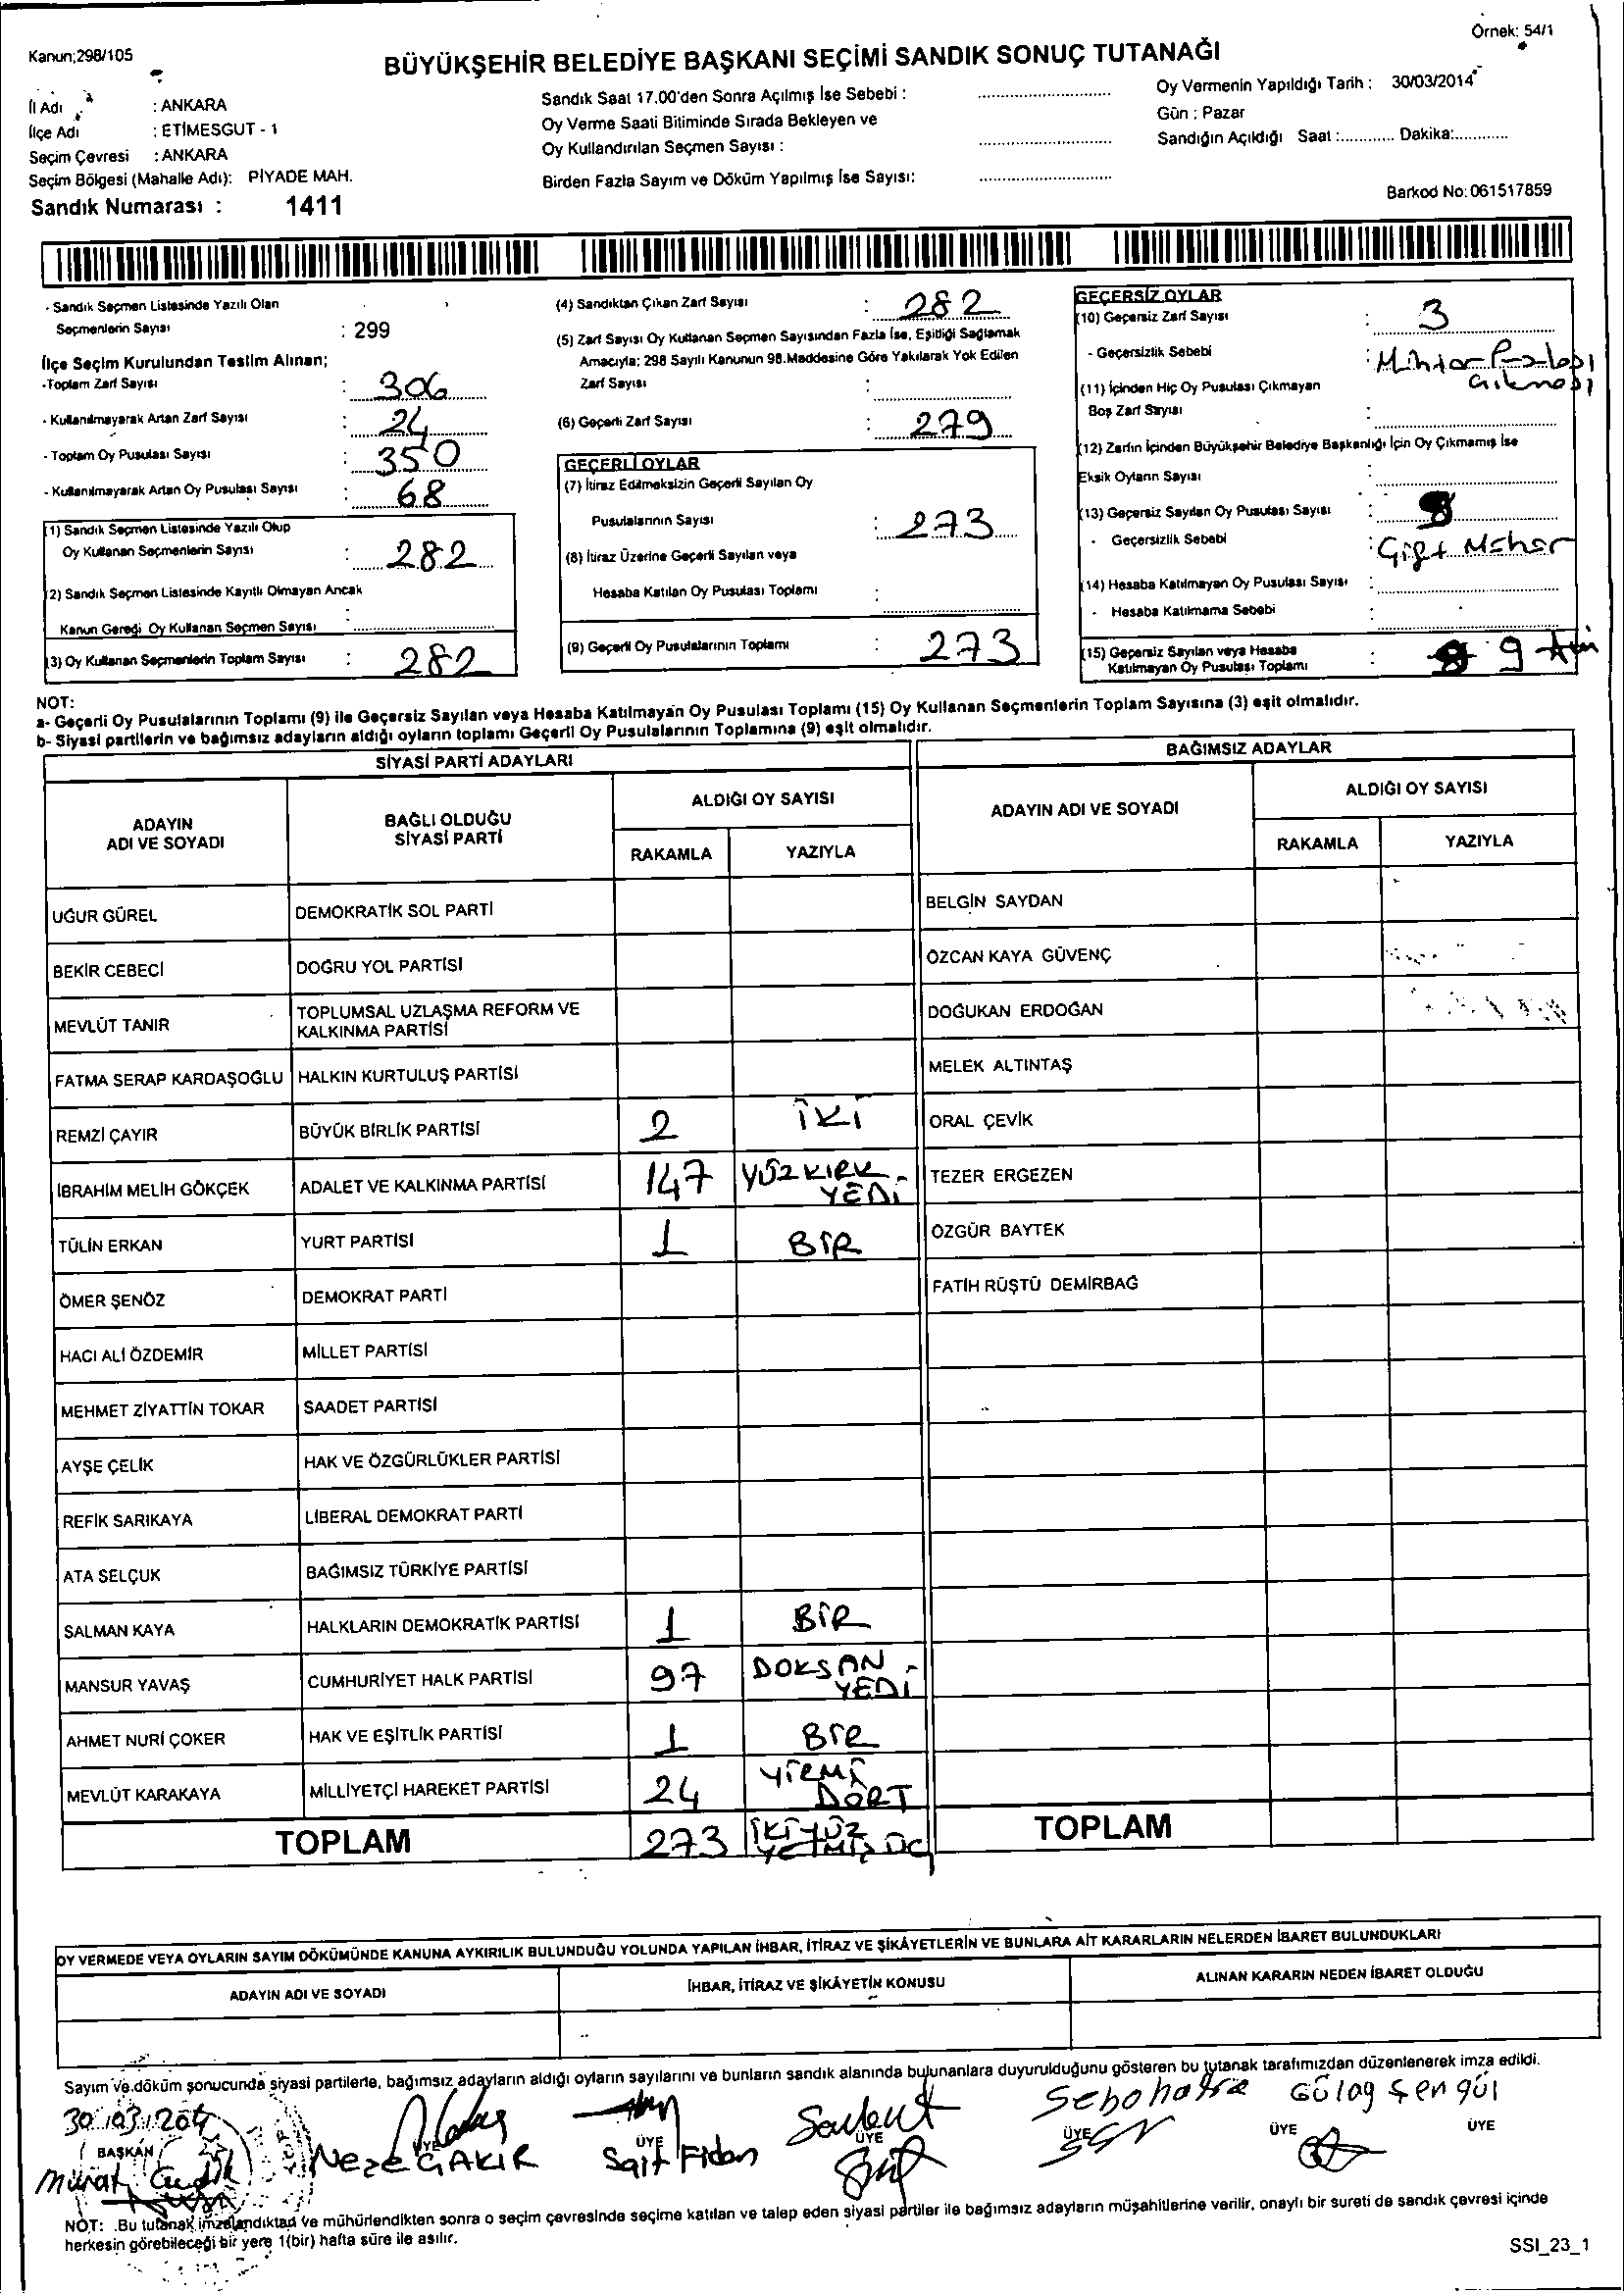 Kanun;298/105
BÜYÜKŞEHİR BELEDİYE BAŞKANI SEÇİMİ SANDIK SONUÇ TUTANAĞI
Örnek: 54/1
İl Adı : ANKARA
İlçe Adı : ETİMESGUT - 1
Seçim Çevresi : ANKARA
Seçim Bölgesi (Mahalle Adı): PİYADE MAH.
Sandık Numarası : 1411
Sandık Saat 17.00'den Sonra Açılmış İse Sebebi :
Oy Verme Saati Bitiminde Sırada Bekleyen ve
Oy Kullandırılan Seçmen Sayısı :
Birden Fazla Sayım ve Döküm Yapılmış İse Sayısı:
Oy Vermenin Yapıldığı Tarih : 30/03/2014
Gün : Pazar
Sandığın Açıldığı Saat :............ Dakika:............
Barkod No: 061517859
- Sandık Seçmen Listesinde Yazılı Olan
Seçmenlerin Sayısı : 299
İlçe Seçim Kurulundan Teslim Alınan;
-Toplam Zarf Sayısı : 306
- Kullanılmayarak Artan Zarf Sayısı : 24
- Toplam Oy Pusulası Sayısı : 350
- Kullanılmayarak Artan Oy Pusulası Sayısı : 68
(1) Sandık Seçmen Listesinde Yazılı Olup
Oy Kullanan Seçmenlerin Sayısı : 282
(2) Sandık Seçmen Listesinde Kayıtlı Olmayan Ancak
Kanun Gereği Oy Kullanan Seçmen Sayısı :
(3) Oy Kullanan Seçmenlerin Toplam Sayısı : 282
(4) Sandıktan Çıkan Zarf Sayısı : 282
(5) Zarf Sayısı Oy Kullanan Seçmen Sayısından Fazla İse, Eşitliği Sağlamak
Amacıyla; 298 Sayılı Kanunun 98.Maddesine Göre Yakılarak Yok Edilen
Zarf Sayısı :
(6) Geçerli Zarf Sayısı : 279
GEÇERLİ OYLAR
(7) İtiraz Edilmeksizin Geçerli Sayılan Oy
Pusulalarının Sayısı : 273
(8) İtiraz Üzerine Geçerli Sayılan veya
Hesaba Katılan Oy Pusulası Toplamı :
(9) Geçerli Oy Pusulalarının Toplamı : 273
GEÇERSİZ OYLAR
(10) Geçersiz Zarf Sayısı : 3
- Geçersizlik Sebebi :
(11) İçinden Hiç Oy Pusulası Çıkmayan
Boş Zarf Sayısı :
(12) Zarfın İçinden Büyükşehir Belediye Başkanlığı İçin Oy Çıkmamış İse
Eksik Oyların Sayısı :
(13) Geçersiz Sayılan Oy Pusulası Sayısı :
- Geçersizlik Sebebi : Çift Mühür
(14) Hesaba Katılmayan Oy Pusulası Sayısı :
- Hesaba Katılmama Sebebi :
(15) Geçersiz Sayılan veya Hesaba
Katılmayan Oy Pusulası Toplamı : 9
NOT:
a- Geçerli Oy Pusulalarının Toplamı (9) ile Geçersiz Sayılan veya Hesaba Katılmayan Oy Pusulası Toplamı (15) Oy Kullanan Seçmenlerin Toplam Sayısına (3) eşit olmalıdır.
b- Siyasi partilerin ve bağımsız adayların aldığı oyların toplamı Geçerli Oy Pusulalarının Toplamına (9) eşit olmalıdır.
SİYASİ PARTİ ADAYLARI
BAĞIMSIZ ADAYLAR
ADAYIN ADI VE SOYADI
BAĞLI OLDUĞU SİYASİ PARTİ
ALDIĞI OY SAYISI
RAKAMLA YAZIYLA
ADAYIN ADI VE SOYADI
ALDIĞI OY SAYISI
RAKAMLA YAZIYLA
UĞUR GÜREL DEMOKRATİK SOL PARTİ BELGİN SAYDAN
BEKİR CEBECİ DOĞRU YOL PARTİSİ ÖZCAN KAYA GÜVENÇ
MEVLÜT TANIR TOPLUMSAL UZLAŞMA REFORM VE KALKINMA PARTİSİ DOĞUKAN ERDOĞAN
FATMA SERAP KARDAŞOĞLU HALKIN KURTULUŞ PARTİSİ MELEK ALTINTAŞ
REMZİ ÇAYIR BÜYÜK BİRLİK PARTİSİ 2 İKİ ORAL ÇEVİK
İBRAHİM MELİH GÖKÇEK ADALET VE KALKINMA PARTİSİ 147 YÜZKIRK - YEDİ TEZER ERGEZEN
TÜLİN ERKAN YURT PARTİSİ 1 BİR ÖZGÜR BAYTEK
ÖMER ŞENÖZ DEMOKRAT PARTİ FATİH RÜŞTÜ DEMİRBAĞ
HACI ALİ ÖZDEMİR MİLLET PARTİSİ
MEHMET ZİYATTİN TOKAR SAADET PARTİSİ
AYŞE ÇELİK HAK VE ÖZGÜRLÜKLER PARTİSİ
REFİK SARIKAYA LİBERAL DEMOKRAT PARTİ
ATA SELÇUK BAĞIMSIZ TÜRKİYE PARTİSİ
SALMAN KAYA HALKLARIN DEMOKRATİK PARTİSİ 1 BİR
MANSUR YAVAŞ CUMHURİYET HALK PARTİSİ 97 DOKSAN - YEDİ
AHMET NURİ ÇOKER HAK VE EŞİTLİK PARTİSİ 1 BİR
MEVLÜT KARAKAYA MİLLİYETÇİ HAREKET PARTİSİ 24 YİRMİ DÖRT
TOPLAM 273 İKİYÜZ YETMİŞ ÜÇ TOPLAM
OY VERMEDE VEYA OYLARIN SAYIM DÖKÜMÜNDE KANUNA AYKIRILIK BULUNDUĞU YOLUNDA YAPILAN İHBAR, İTİRAZ VE ŞİKÂYETLERİN VE BUNLARA AİT KARARLARIN NELERDEN İBARET BULUNDUKLARI
ADAYIN ADI VE SOYADI İHBAR, İTİRAZ VE ŞİKÂYETİN KONUSU ALINAN KARARIN NEDEN İBARET OLDUĞU
Sayım ve döküm sonucunda siyasi partilerle, bağımsız adayların aldığı oyların sayılarını ve bunların sandık alanında bulunanlara duyurulduğunu gösteren bu tutanak tarafımızdan düzenlenerek imza edildi.
30/03/2014
BAŞKAN ÜYE ÜYE ÜYE ÜYE ÜYE ÜYE
Murat Sait Fidan Gülay Şengül
NOT: Bu tutanak imzalandıktan ve mühürlendikten sonra o seçim çevresinde seçime katılan ve talep eden siyasi partiler ile bağımsız adayların müşahitlerine verilir, onaylı bir sureti de sandık çevresi içinde
herkesin görebileceği bir yere 1(bir) hafta süre ile asılır.
SSI_23_1